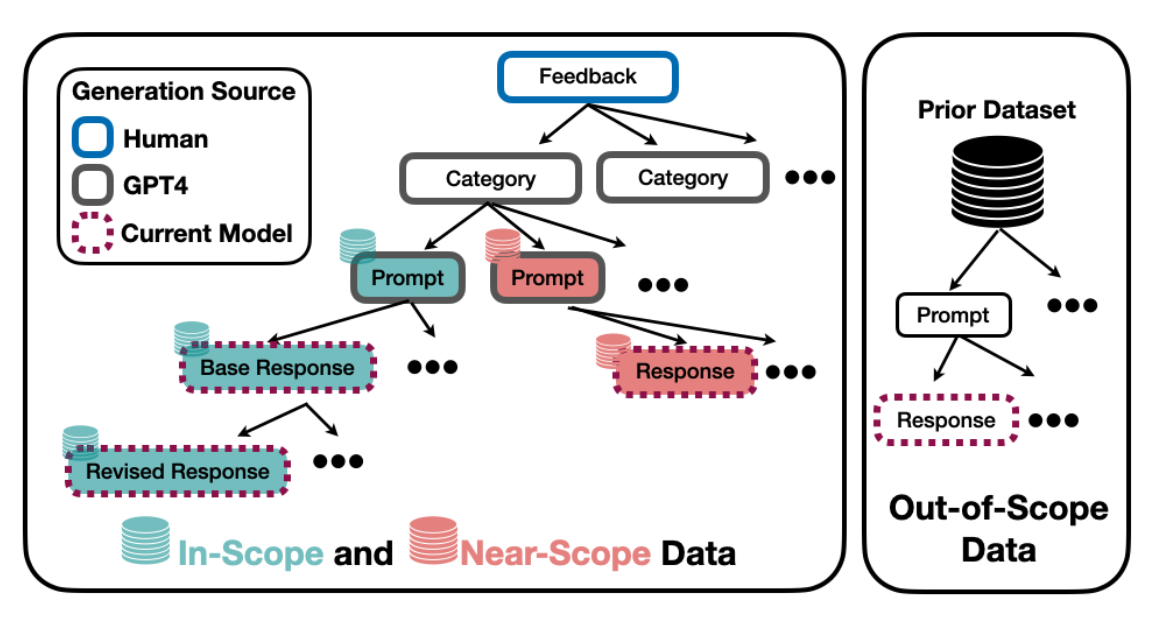 Generation Source
Human
GPT4
Current Model
Feedback
Category
Category
Prompt
Prompt
Base Response
Response
Revised Response
In-Scope and Near-Scope Data
Prior Dataset
Prompt
Response
Out-of-Scope
Data